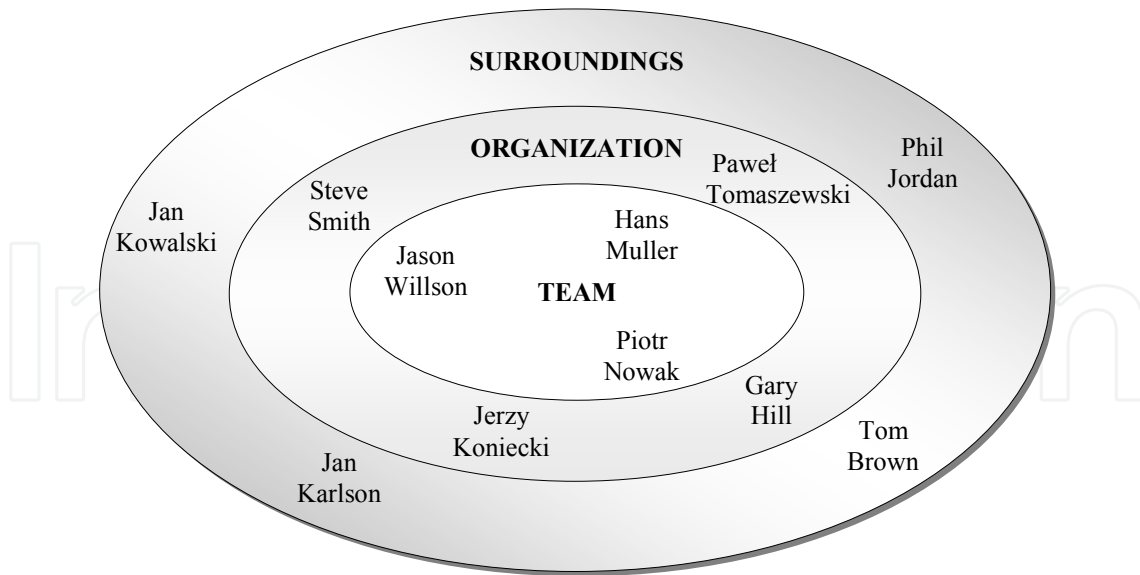 SURROUNDINGS
ORGANIZATION
Phil
Jordan
Paweł
Tomaszewski
Steve
Smith
Jan
Kowalski
Hans
Muller
Jason
Willson
TEAM
Piotr
Nowak
Gary
Hill
Jerzy
Koniecki
Tom
Brown
Jan
Karlson